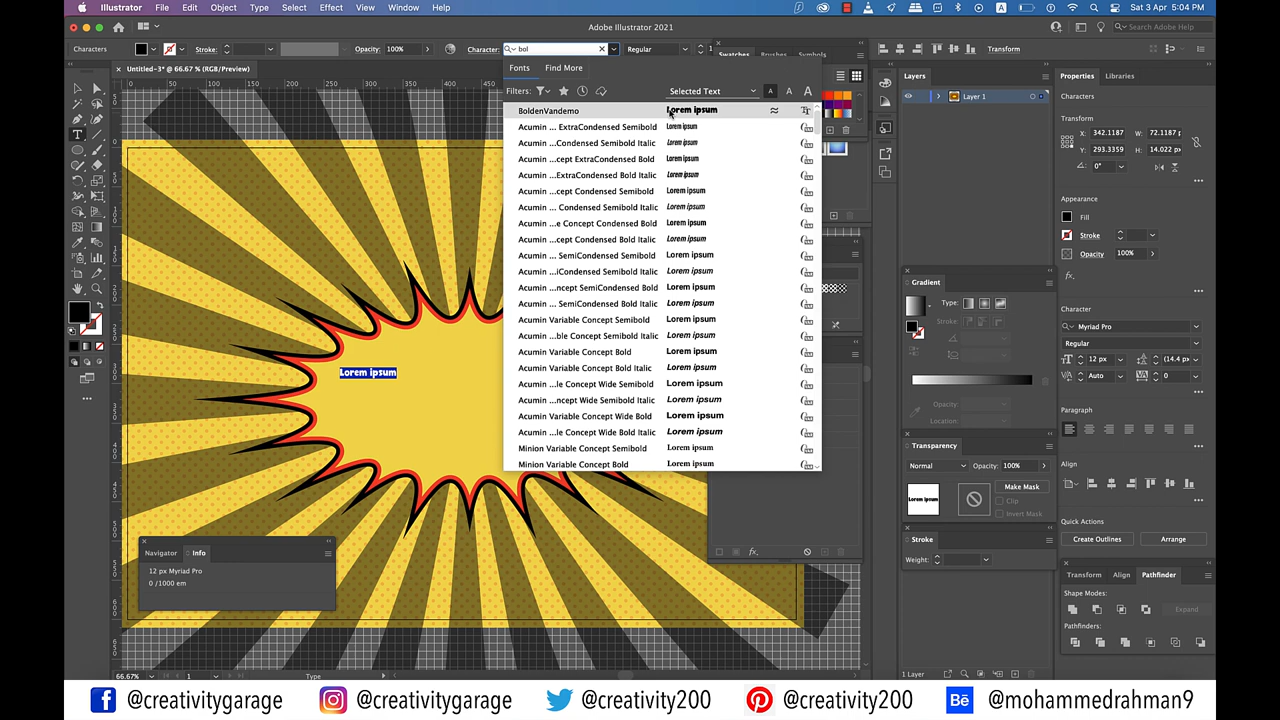 Illustrator File Edit Object Type Select Effect View Window Help
Sat 3 Apr 5:04 PM
Adobe Illustrator 2021
Search Adobe Help
Characters Stroke: Opacity: 100% Character: bol Regular Transform
Untitled-3* @ 66.67 % (RGB/Preview)
Swatches Brushes Symbols
Fonts Find More
Filters: Selected Text
BoldenVandemo Lorem ipsum
Acumin ... ExtraCondensed Semibold Lorem ipsum
Acumin ...Condensed Semibold Italic Lorem ipsum
Acumin ...cept ExtraCondensed Bold Lorem ipsum
Acumin ...ExtraCondensed Bold Italic Lorem ipsum
Acumin ...cept Condensed Semibold Lorem ipsum
Acumin ... Condensed Semibold Italic Lorem ipsum
Acumin ...e Concept Condensed Bold Lorem ipsum
Acumin ...cept Condensed Bold Italic Lorem ipsum
Acumin ... SemiCondensed Semibold Lorem ipsum
Acumin ...iCondensed Semibold Italic Lorem ipsum
Acumin ...ncept SemiCondensed Bold Lorem ipsum
Acumin ... SemiCondensed Bold Italic Lorem ipsum
Acumin Variable Concept Semibold Lorem ipsum
Acumin ...ble Concept Semibold Italic Lorem ipsum
Acumin Variable Concept Bold Lorem ipsum
Acumin Variable Concept Bold Italic Lorem ipsum
Acumin ...le Concept Wide Semibold Lorem ipsum
Acumin ...ncept Wide Semibold Italic Lorem ipsum
Acumin Variable Concept Wide Bold Lorem ipsum
Acumin ...le Concept Wide Bold Italic Lorem ipsum
Minion Variable Concept Semibold Lorem ipsum
Minion Variable Concept Bold Lorem ipsum
Lorem ipsum
Navigator Info
12 px Myriad Pro
0 /1000 em
66.67% 1 Type
Layers
Layer 1
Gradient
Type:
Stroke:
Opacity:
Location:
Transparency
Normal Opacity: 100%
Lorem ipsum
Make Mask
Clip
Invert Mask
Stroke
Weight:
1 Layer
Properties Libraries
Characters
Transform
X: 342.1187 W: 72.1187 p
Y: 293.3359 H: 14.022 px
0°
Appearance
Fill
Stroke
Opacity 100%
fx.
Character
Myriad Pro
Regular
12 px (14.4 p
Auto 0
Paragraph
Align
Quick Actions
Create Outlines Arrange
Transform Align Pathfinder
Shape Modes:
Expand
Pathfinders:
@creativitygarage @creativitygarage @creativity200 @creativity200 Bē @mohammedrahman9